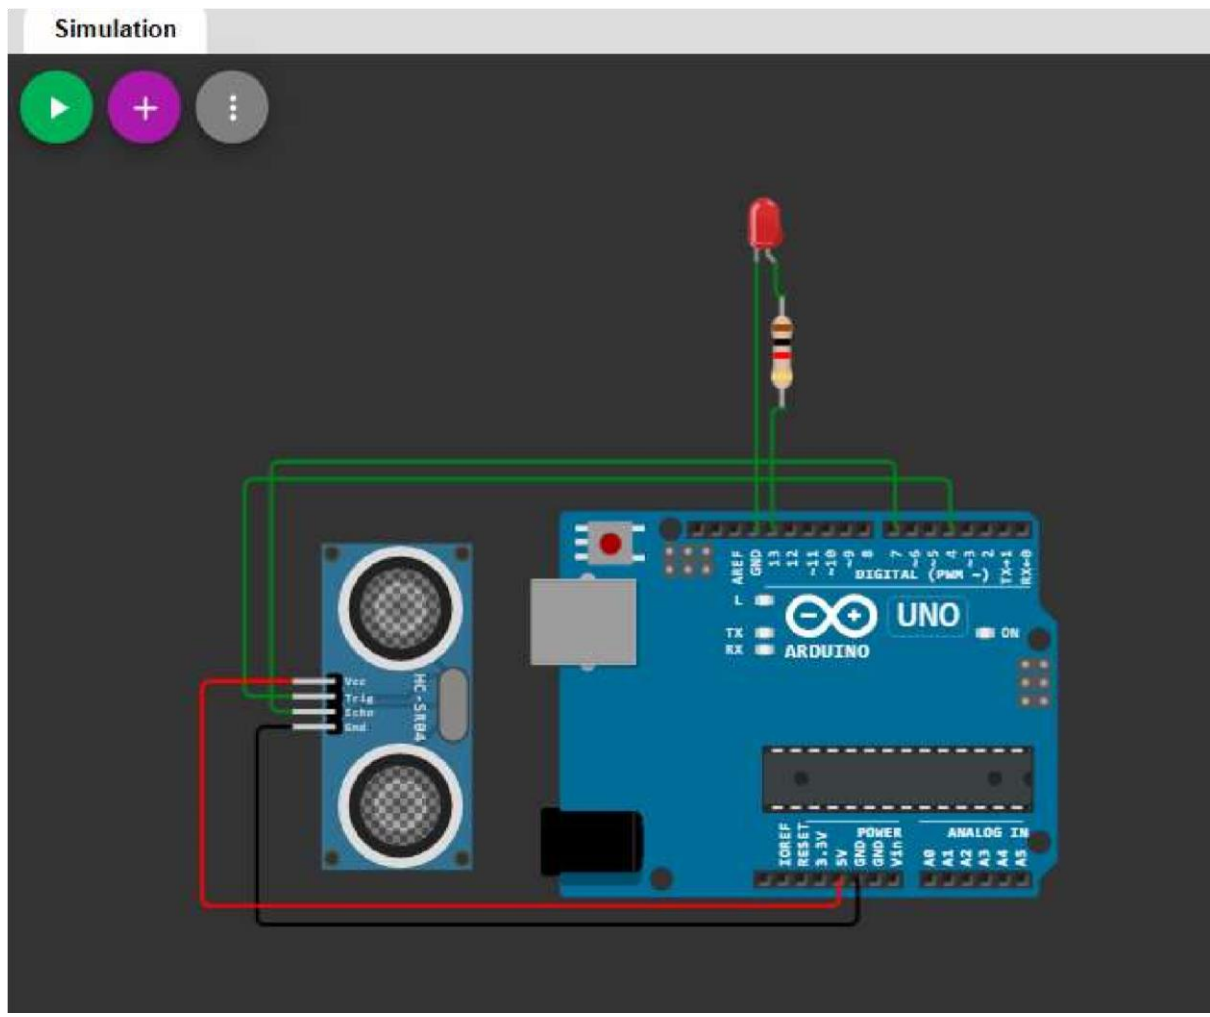 Simulation
AREF
GND
13
12
~11
~10
~9
8
7
~6
~5
4
~3
2
TX→1
RX←0
DIGITAL (PWM ~)
L
TX
RX
UNO
ON
ARDUINO
Vcc
Trig
Echo
Gnd
HC-SR04
IOREF
RESET
3.3V
5V
GND
GND
Vin
POWER
ANALOG IN
A0
A1
A2
A3
A4
A5